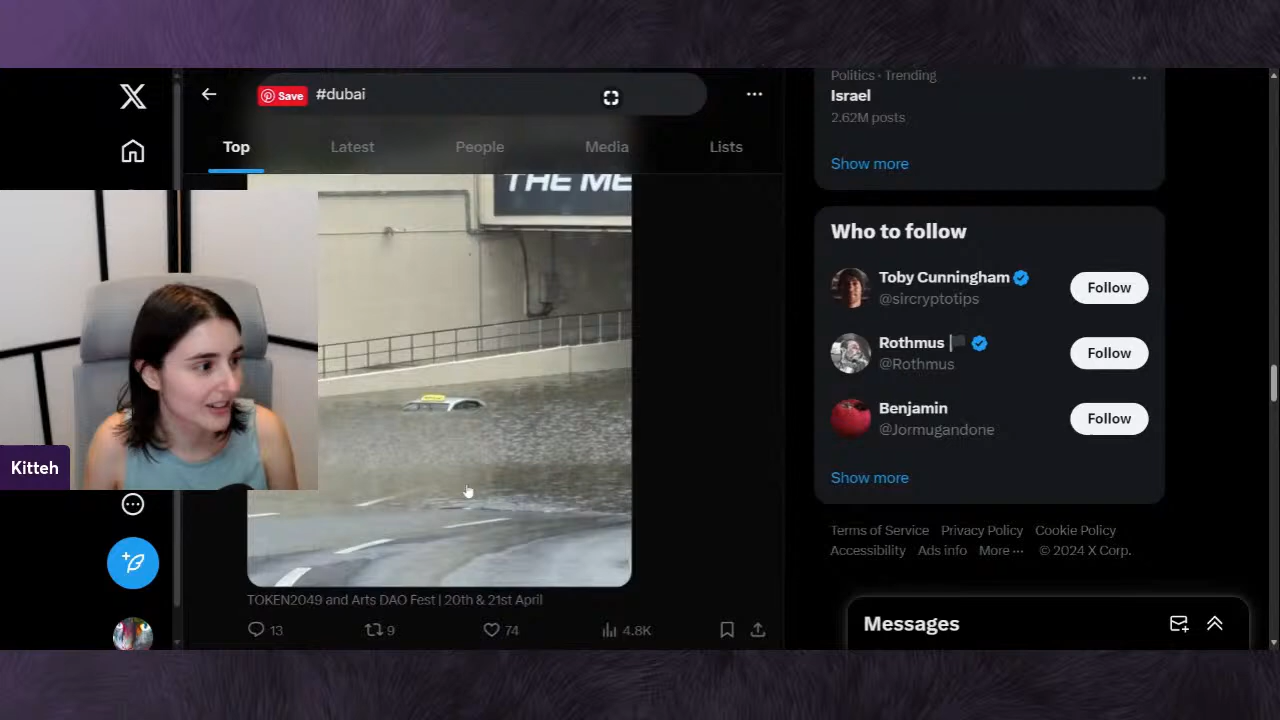 Save
#dubai
Top
Latest
People
Media
Lists
THE ME
Kitteh
TOKEN2049 and Arts DAO Fest | 20th & 21st April
13
9
74
4.8K
Politics · Trending
Israel
2.62M posts
Show more
Who to follow
Toby Cunningham
@sircryptotips
Follow
Rothmus
@Rothmus
Follow
Benjamin
@Jormugandone
Follow
Show more
Terms of Service Privacy Policy Cookie Policy
Accessibility Ads info More ··· © 2024 X Corp.
Messages